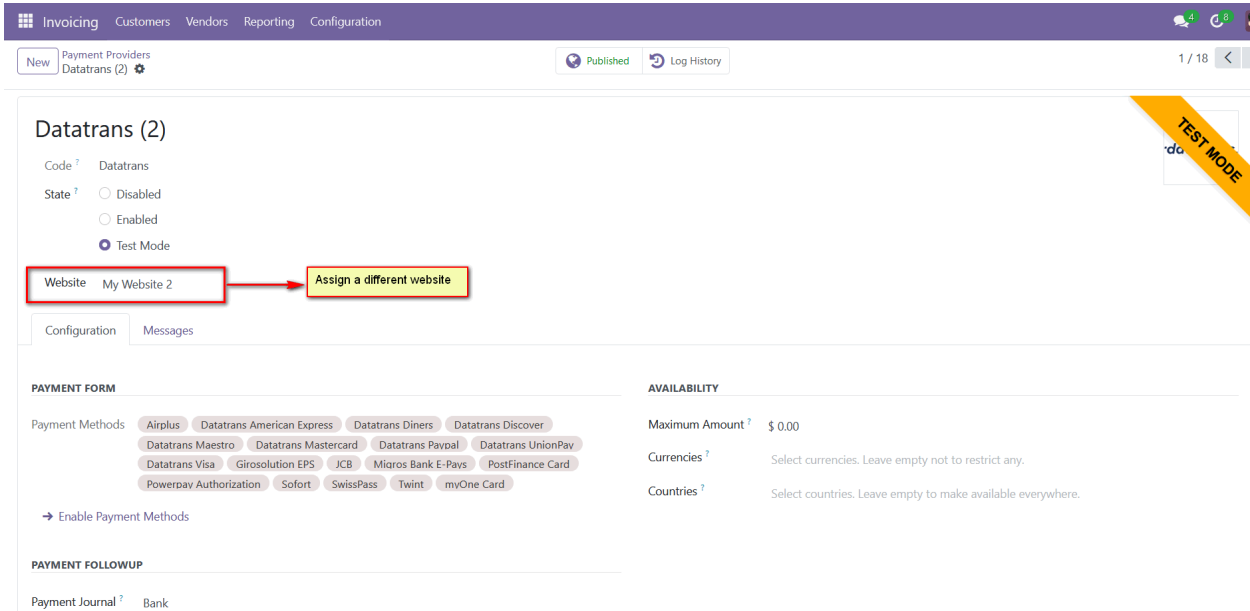 Invoicing Customers Vendors Reporting Configuration 4 8
New Payment Providers
Datatrans (2)
Published Log History
1 / 18
Datatrans (2)
TEST MODE
Code ? Datatrans
State ? Disabled
Enabled
Test Mode
Website My Website 2
Assign a different website
Configuration Messages
PAYMENT FORM
Payment Methods Airplus Datatrans American Express Datatrans Diners Datatrans Discover
Datatrans Maestro Datatrans Mastercard Datatrans Paypal Datatrans UnionPay
Datatrans Visa Girosolution EPS JCB Migros Bank E-Pays PostFinance Card
Powerpay Authorization Sofort SwissPass Twint myOne Card
→ Enable Payment Methods
AVAILABILITY
Maximum Amount ? $ 0.00
Currencies ? Select currencies. Leave empty not to restrict any.
Countries ? Select countries. Leave empty to make available everywhere.
PAYMENT FOLLOWUP
Payment Journal ? Bank